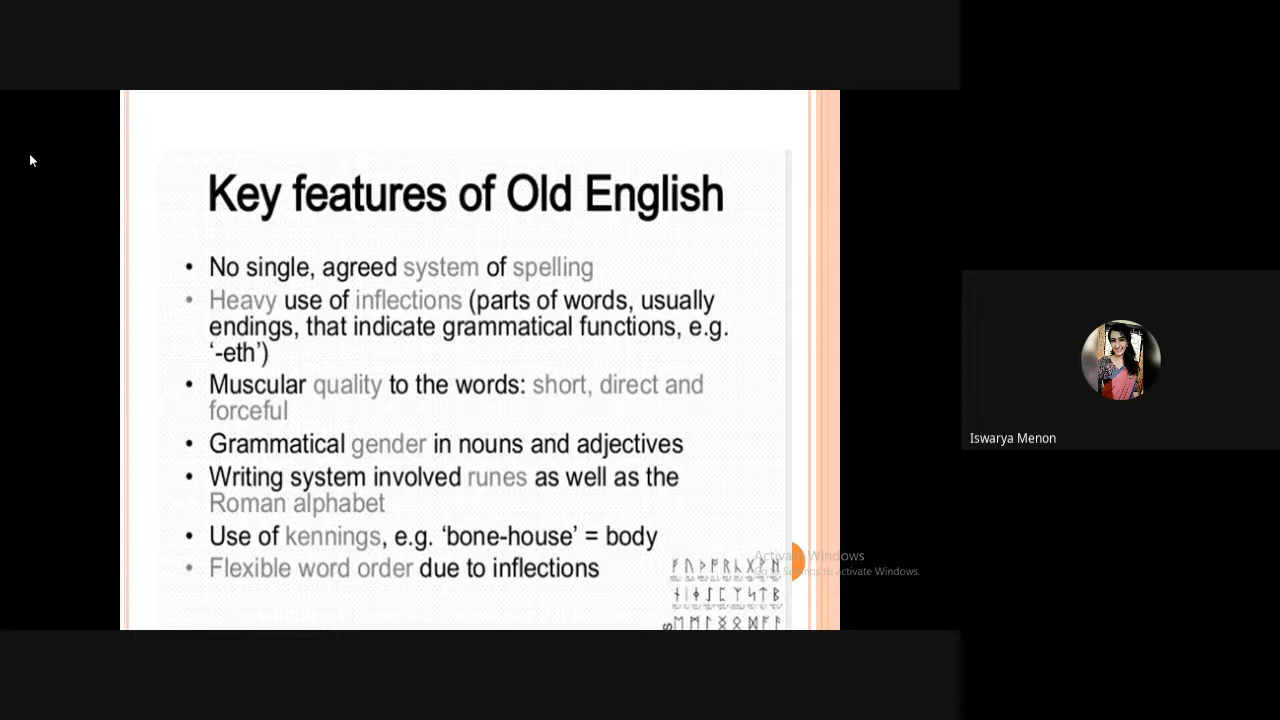 Key features of Old English
• No single, agreed system of spelling
• Heavy use of inflections (parts of words, usually
endings, that indicate grammatical functions, e.g.
‘-eth’)
• Muscular quality to the words: short, direct and
forceful
• Grammatical gender in nouns and adjectives
• Writing system involved runes as well as the
Roman alphabet
• Use of kennings, e.g. ‘bone-house’ = body
• Flexible word order due to inflections
Activate Windows
Go to Settings to activate Windows.
Iswarya Menon